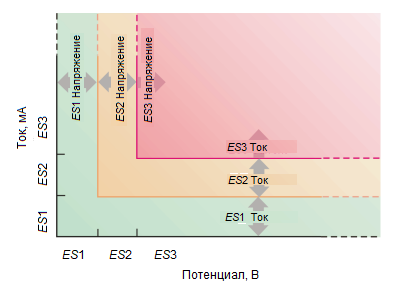 Ток, мА
ES3
ES2
ES1
ES1 Напряжение
ES2 Напряжение
ES3 Напряжение
ES3 Ток
ES2 Ток
ES1 Ток
ES1
ES2
ES3
Потенциал, В